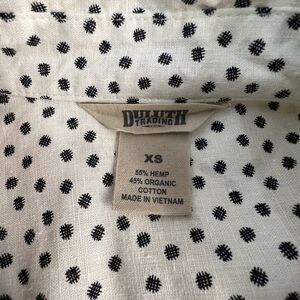 DULUTH
TRADING
XS
55% HEMP
45% ORGANIC
COTTON
MADE IN VIETNAM